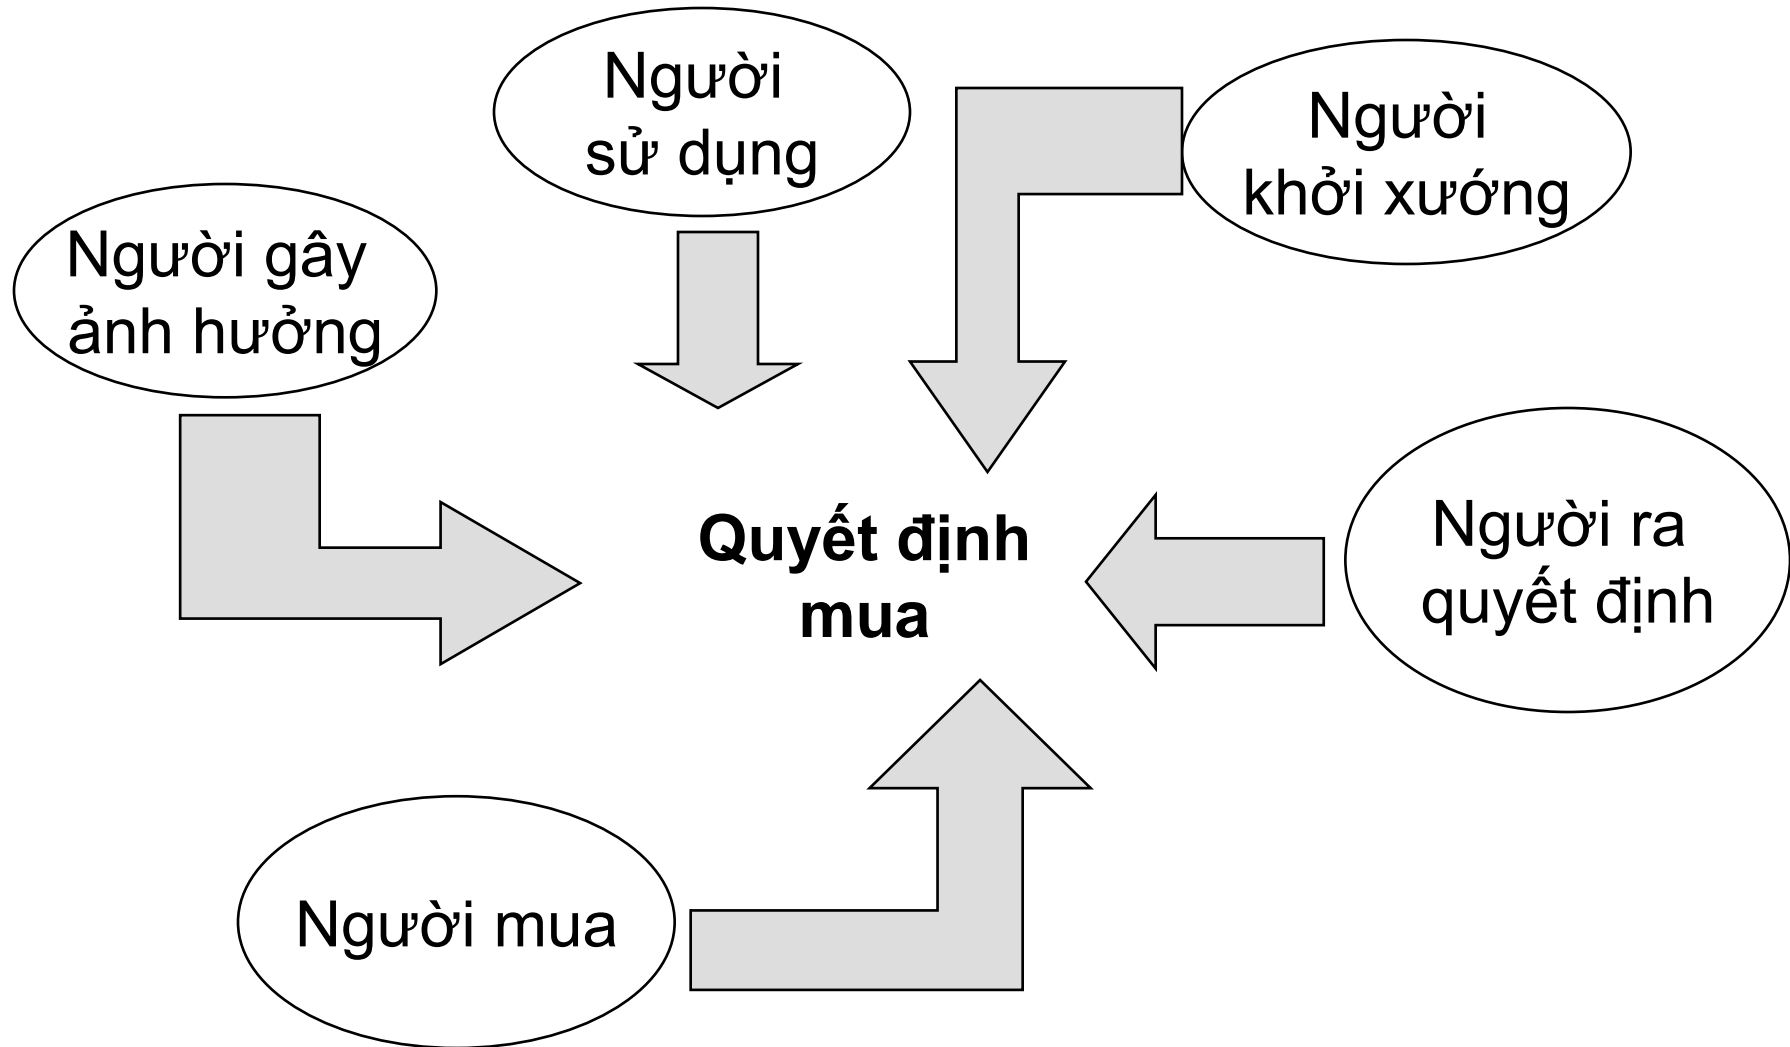 Người
sử dụng
Người
khởi xướng
Người gây
ảnh hưởng
Quyết định
mua
Người ra
quyết định
Người mua